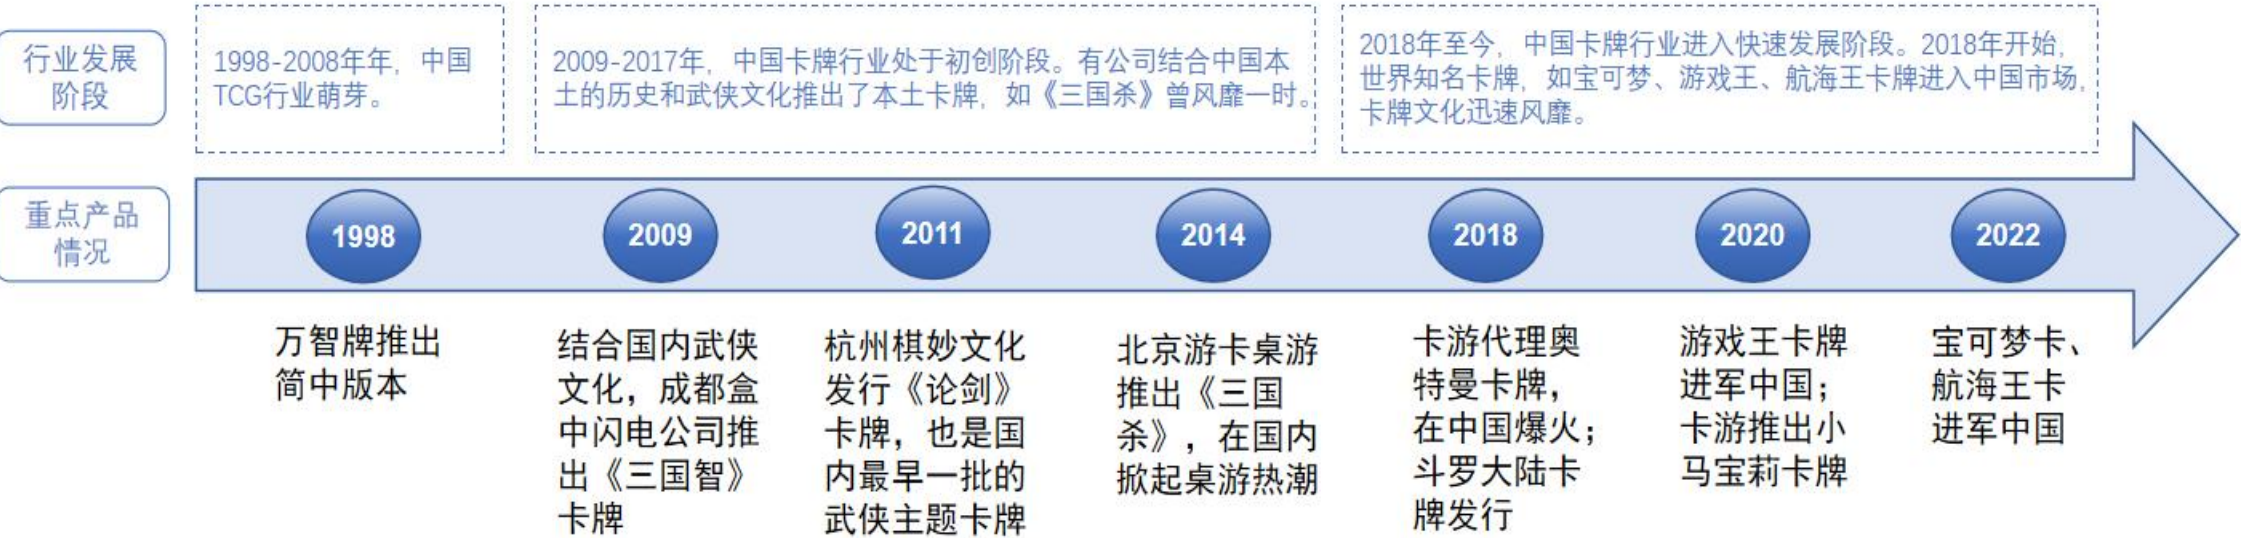 行业发展
阶段
1998-2008年年，中国
TCG行业萌芽。
2009-2017年，中国卡牌行业处于初创阶段。有公司结合中国本
土的历史和武侠文化推出了本土卡牌，如《三国杀》曾风靡一时。
2018年至今，中国卡牌行业进入快速发展阶段。2018年开始，
世界知名卡牌，如宝可梦、游戏王、航海王卡牌进入中国市场，
卡牌文化迅速风靡。
重点产品
情况
1998
2009
2011
2014
2018
2020
2022
万智牌推出
简中版本
结合国内武侠
文化，成都盒
中闪电公司推
出《三国智》
卡牌
杭州棋妙文化
发行《论剑》
卡牌，也是国
内最早一批的
武侠主题卡牌
北京游卡桌游
推出《三国
杀》，在国内
掀起桌游热潮
卡游代理奥
特曼卡牌，
在中国爆火；
斗罗大陆卡
牌发行
游戏王卡牌
进军中国；
卡游推出小
马宝莉卡牌
宝可梦卡、
航海王卡
进军中国